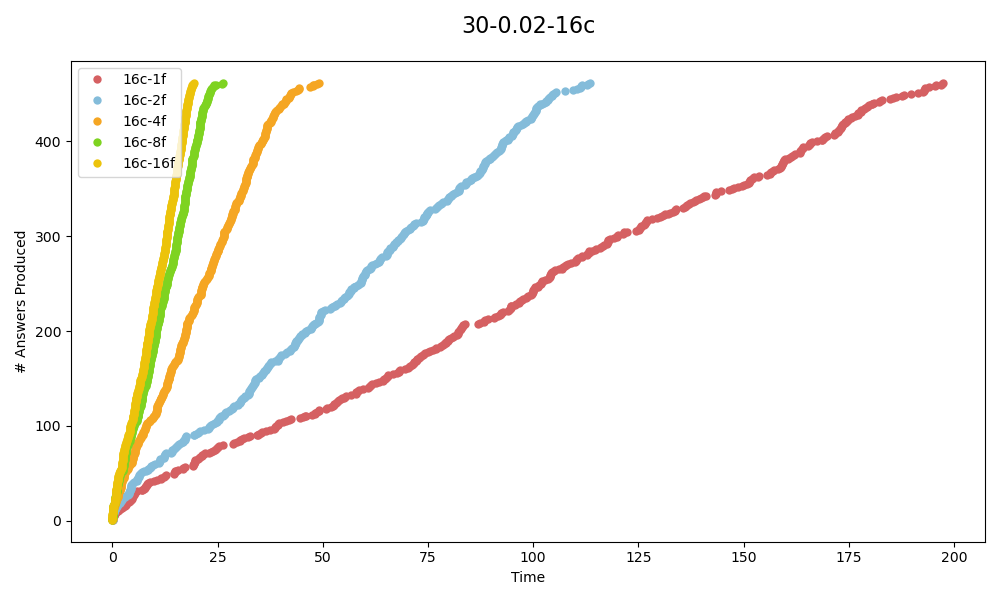 30-0.02-16c
16c-1f
16c-2f
16c-4f
16c-8f
16c-16f
# Answers Produced
400
300
200
100
0
0 25 50 75 100 125 150 175 200
Time